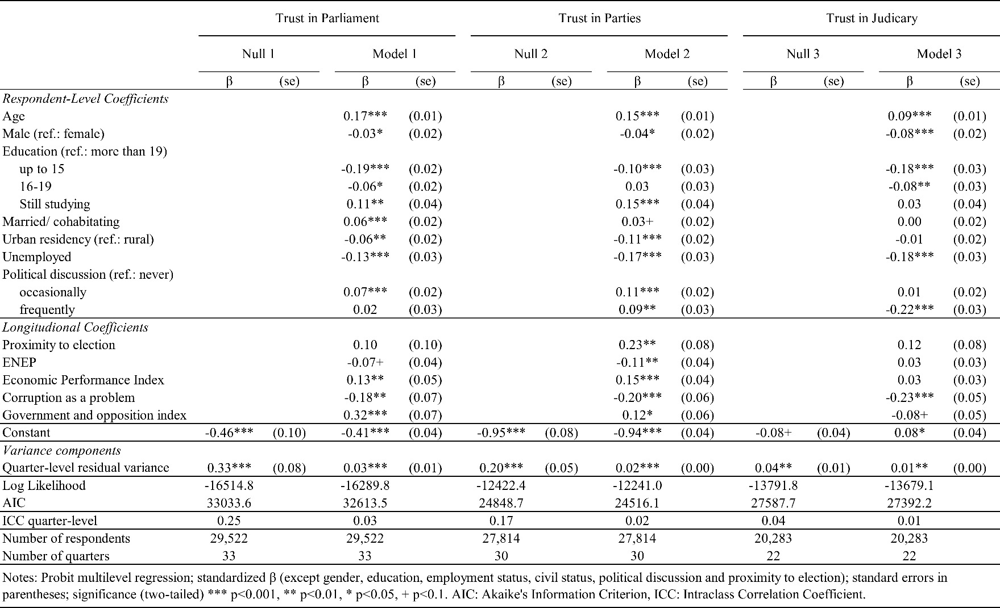 Trust in Parliament Trust in Parties Trust in Judicary
Null 1 Model 1 Null 2 Model 2 Null 3 Model 3
β (se) β (se) β (se) β (se) β (se) β (se)
Respondent-Level Coefficients
Age 0.17*** (0.01) 0.15*** (0.01) 0.09*** (0.01)
Male (ref.: female) -0.03* (0.02) -0.04* (0.02) -0.08*** (0.02)
Education (ref.: more than 19)
up to 15 -0.19*** (0.02) -0.10*** (0.03) -0.18*** (0.03)
16-19 -0.06* (0.02) 0.03 (0.03) -0.08** (0.03)
Still studying 0.11** (0.04) 0.15*** (0.04) 0.03 (0.04)
Married/ cohabitating 0.06*** (0.02) 0.03+ (0.02) 0.00 (0.02)
Urban residency (ref.: rural) -0.06** (0.02) -0.11*** (0.02) -0.01 (0.02)
Unemployed -0.13*** (0.03) -0.17*** (0.03) -0.18*** (0.03)
Political discussion (ref.: never)
occasionally 0.07*** (0.02) 0.11*** (0.02) 0.01 (0.02)
frequently 0.02 (0.03) 0.09** (0.03) -0.22*** (0.03)
Longitudional Coefficients
Proximity to election 0.10 (0.10) 0.23** (0.08) 0.12 (0.08)
ENEP -0.07+ (0.04) -0.11** (0.04) 0.03 (0.03)
Economic Performance Index 0.13** (0.05) 0.15*** (0.04) 0.03 (0.03)
Corruption as a problem -0.18** (0.07) -0.20*** (0.06) -0.23*** (0.05)
Government and opposition index 0.32*** (0.07) 0.12* (0.06) -0.08+ (0.05)
Constant -0.46*** (0.10) -0.41*** (0.04) -0.95*** (0.08) -0.94*** (0.04) -0.08+ (0.04) 0.08* (0.04)
Variance components
Quarter-level residual variance 0.33*** (0.08) 0.03*** (0.01) 0.20*** (0.05) 0.02*** (0.00) 0.04** (0.01) 0.01** (0.00)
Log Likelihood -16514.8 -16289.8 -12422.4 -12241.0 -13791.8 -13679.1
AIC 33033.6 32613.5 24848.7 24516.1 27587.7 27392.2
ICC quarter-level 0.25 0.03 0.17 0.02 0.04 0.01
Number of respondents 29,522 29,522 27,814 27,814 20,283 20,283
Number of quarters 33 33 30 30 22 22
Notes: Probit multilevel regression; standardized β (except gender, education, employment status, civil status, political discussion and proximity to election); standard errors in
parentheses; significance (two-tailed) *** p<0.001, ** p<0.01, * p<0.05, + p<0.1. AIC: Akaike's Information Criterion, ICC: Intraclass Correlation Coefficient.